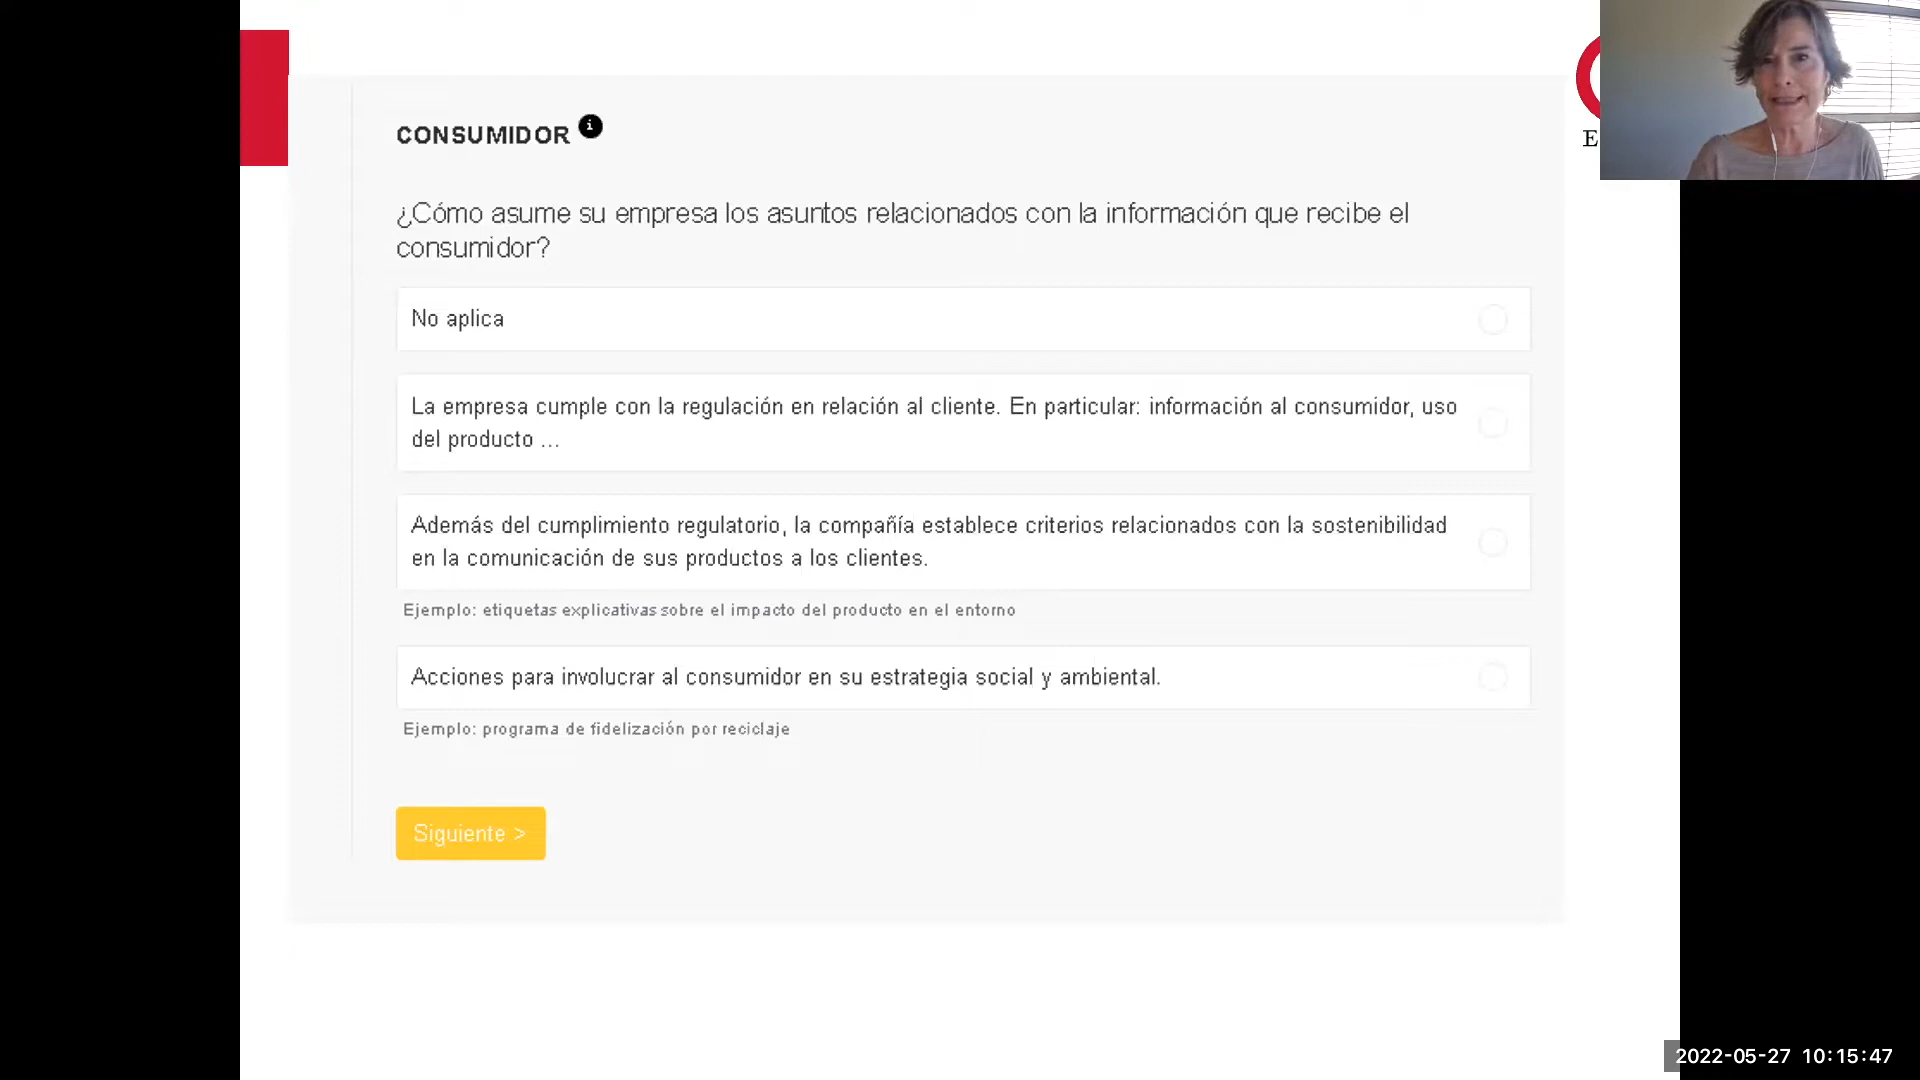 CONSUMIDOR i
¿Cómo asume su empresa los asuntos relacionados con la información que recibe el
consumidor?
No aplica
La empresa cumple con la regulación en relación al cliente. En particular: información al consumidor, uso
del producto ...
Además del cumplimiento regulatorio, la compañía establece criterios relacionados con la sostenibilidad
en la comunicación de sus productos a los clientes.
Ejemplo: etiquetas explicativas sobre el impacto del producto en el entorno
Acciones para involucrar al consumidor en su estrategia social y ambiental.
Ejemplo: programa de fidelización por reciclaje
Siguiente >
E
2022-05-27 10:15:47